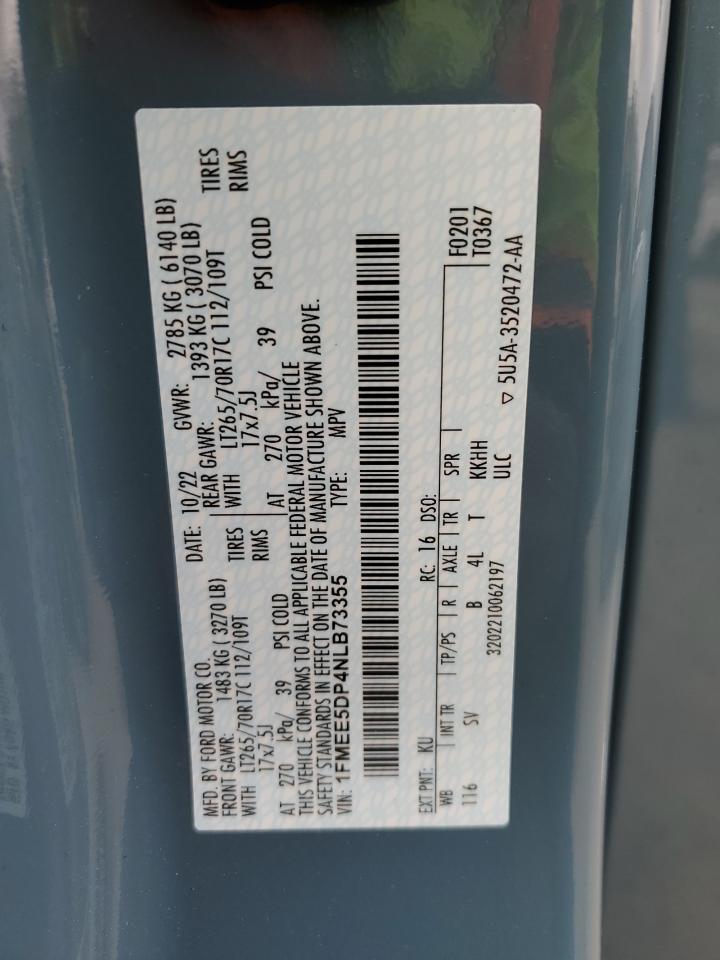 MFD. BY FORD MOTOR CO. DATE: 10/22 GVWR: 2785 KG ( 6140 LB)
FRONT GAWR: 1483 KG ( 3270 LB) REAR GAWR: 1393 KG ( 3070 LB)
WITH LT265/70R17C 112/109T TIRES WITH LT265/70R17C 112/109T TIRES
17x7.5J RIMS 17x7.5J RIMS
AT 270 kPa/ 39 PSI COLD AT 270 kPa/ 39 PSI COLD
THIS VEHICLE CONFORMS TO ALL APPLICABLE FEDERAL MOTOR VEHICLE
SAFETY STANDARDS IN EFFECT ON THE DATE OF MANUFACTURE SHOWN ABOVE.
VIN: 1FMEE5DP4NLB73355 TYPE: MPV
EXT PNT: KU RC: 16 DSO: F0201
WB INT TR TP/PS R AXLE TR SPR T0367
116 SV B 4L T KKHH
3202210062197 ULC ▽ 5U5A-3520472-AA